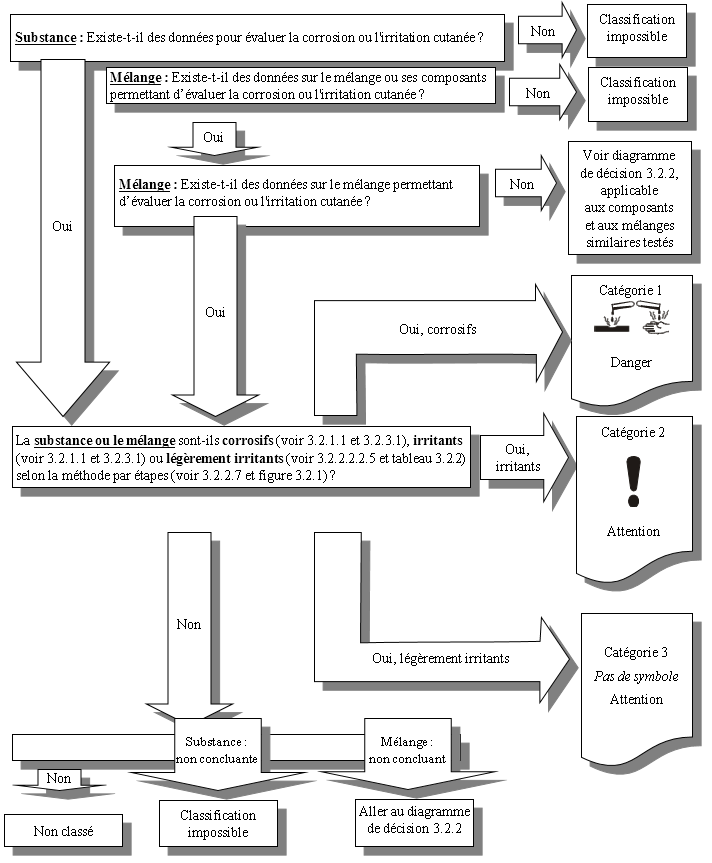 Substance : Existe-t-il des données pour évaluer la corrosion ou l'irritation cutanée ?
Non
Classification
impossible
Mélange : Existe-t-il des données sur le mélange ou ses composants
permettant d’évaluer la corrosion ou l'irritation cutanée ?
Non
Classification
impossible
Oui
Mélange : Existe-t-il des données sur le mélange permettant
d’évaluer la corrosion ou l'irritation cutanée ?
Non
Voir diagramme
de décision 3.2.2,
applicable
aux composants
et aux mélanges
similaires testés
Oui
Oui
Oui, corrosifs
Catégorie 1
Danger
La substance ou le mélange sont-ils corrosifs (voir 3.2.1.1 et 3.2.3.1), irritants
(voir 3.2.1.1 et 3.2.3.1) ou légèrement irritants (voir 3.2.2.2.2.5 et tableau 3.2.2)
selon la méthode par étapes (voir 3.2.2.7 et figure 3.2.1) ?
Oui,
irritants
Catégorie 2
Attention
Non
Oui, légèrement irritants
Catégorie 3
Pas de symbole
Attention
Substance :
non concluante
Mélange :
non concluant
Non
Non classé
Classification
impossible
Aller au diagramme
de décision 3.2.2